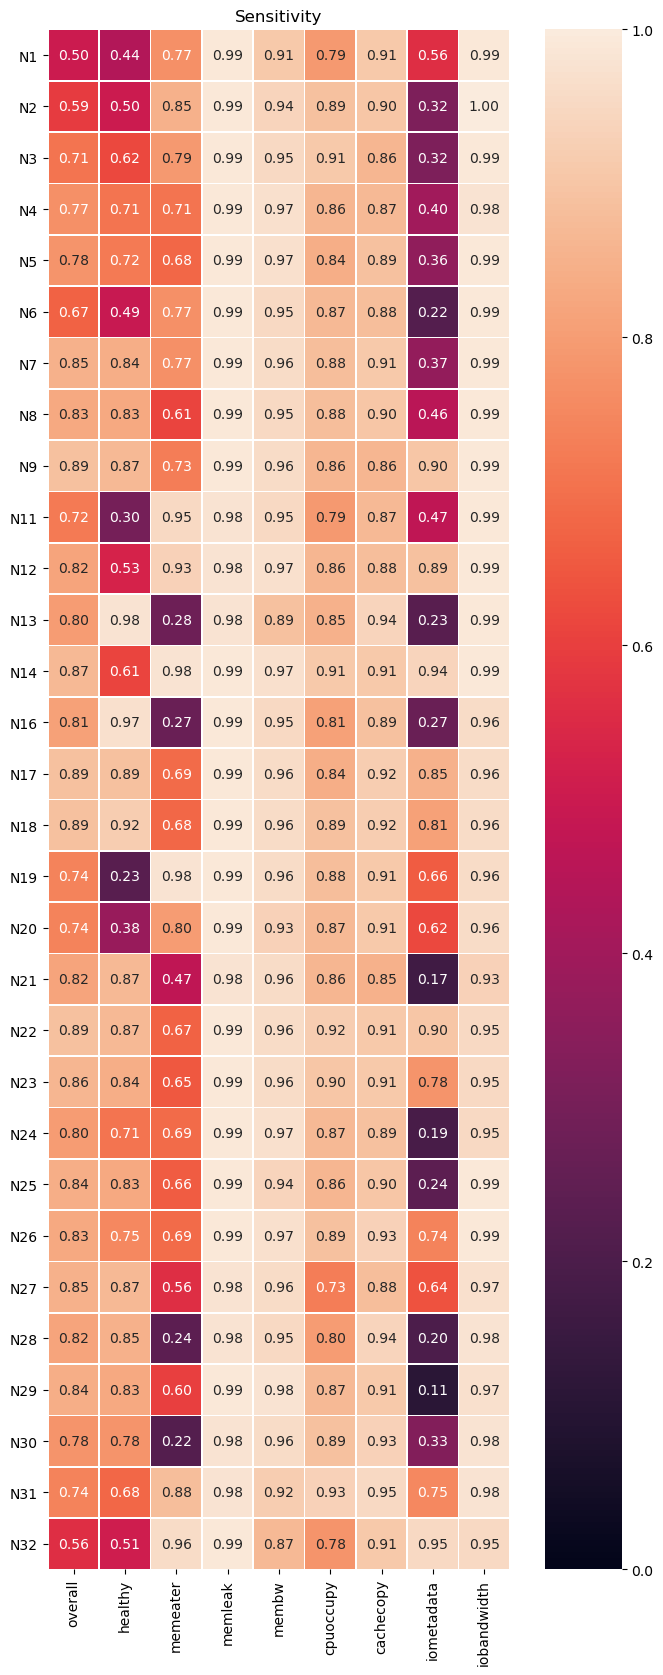 Sensitivity
N1 0.50 0.44 0.77 0.99 0.91 0.79 0.91 0.56 0.99
N2 0.59 0.50 0.85 0.99 0.94 0.89 0.90 0.32 1.00
N3 0.71 0.62 0.79 0.99 0.95 0.91 0.86 0.32 0.99
N4 0.77 0.71 0.71 0.99 0.97 0.86 0.87 0.40 0.98
N5 0.78 0.72 0.68 0.99 0.97 0.84 0.89 0.36 0.99
N6 0.67 0.49 0.77 0.99 0.95 0.87 0.88 0.22 0.99
N7 0.85 0.84 0.77 0.99 0.96 0.88 0.91 0.37 0.99
N8 0.83 0.83 0.61 0.99 0.95 0.88 0.90 0.46 0.99
N9 0.89 0.87 0.73 0.99 0.96 0.86 0.86 0.90 0.99
N11 0.72 0.30 0.95 0.98 0.95 0.79 0.87 0.47 0.99
N12 0.82 0.53 0.93 0.98 0.97 0.86 0.88 0.89 0.99
N13 0.80 0.98 0.28 0.98 0.89 0.85 0.94 0.23 0.99
N14 0.87 0.61 0.98 0.99 0.97 0.91 0.91 0.94 0.99
N16 0.81 0.97 0.27 0.99 0.95 0.81 0.89 0.27 0.96
N17 0.89 0.89 0.69 0.99 0.96 0.84 0.92 0.85 0.96
N18 0.89 0.92 0.68 0.99 0.96 0.89 0.92 0.81 0.96
N19 0.74 0.23 0.98 0.99 0.96 0.88 0.91 0.66 0.96
N20 0.74 0.38 0.80 0.99 0.93 0.87 0.91 0.62 0.96
N21 0.82 0.87 0.47 0.98 0.96 0.86 0.85 0.17 0.93
N22 0.89 0.87 0.67 0.99 0.96 0.92 0.91 0.90 0.95
N23 0.86 0.84 0.65 0.99 0.96 0.90 0.91 0.78 0.95
N24 0.80 0.71 0.69 0.99 0.97 0.87 0.89 0.19 0.95
N25 0.84 0.83 0.66 0.99 0.94 0.86 0.90 0.24 0.99
N26 0.83 0.75 0.69 0.99 0.97 0.89 0.93 0.74 0.99
N27 0.85 0.87 0.56 0.98 0.96 0.73 0.88 0.64 0.97
N28 0.82 0.85 0.24 0.98 0.95 0.80 0.94 0.20 0.98
N29 0.84 0.83 0.60 0.99 0.98 0.87 0.91 0.11 0.97
N30 0.78 0.78 0.22 0.98 0.96 0.89 0.93 0.33 0.98
N31 0.74 0.68 0.88 0.98 0.92 0.93 0.95 0.75 0.98
N32 0.56 0.51 0.96 0.99 0.87 0.78 0.91 0.95 0.95
overall
healthy
memeater
memleak
membw
cpuoccupy
cachecopy
iometadata
iobandwidth
1.0
0.8
0.6
0.4
0.2
0.0